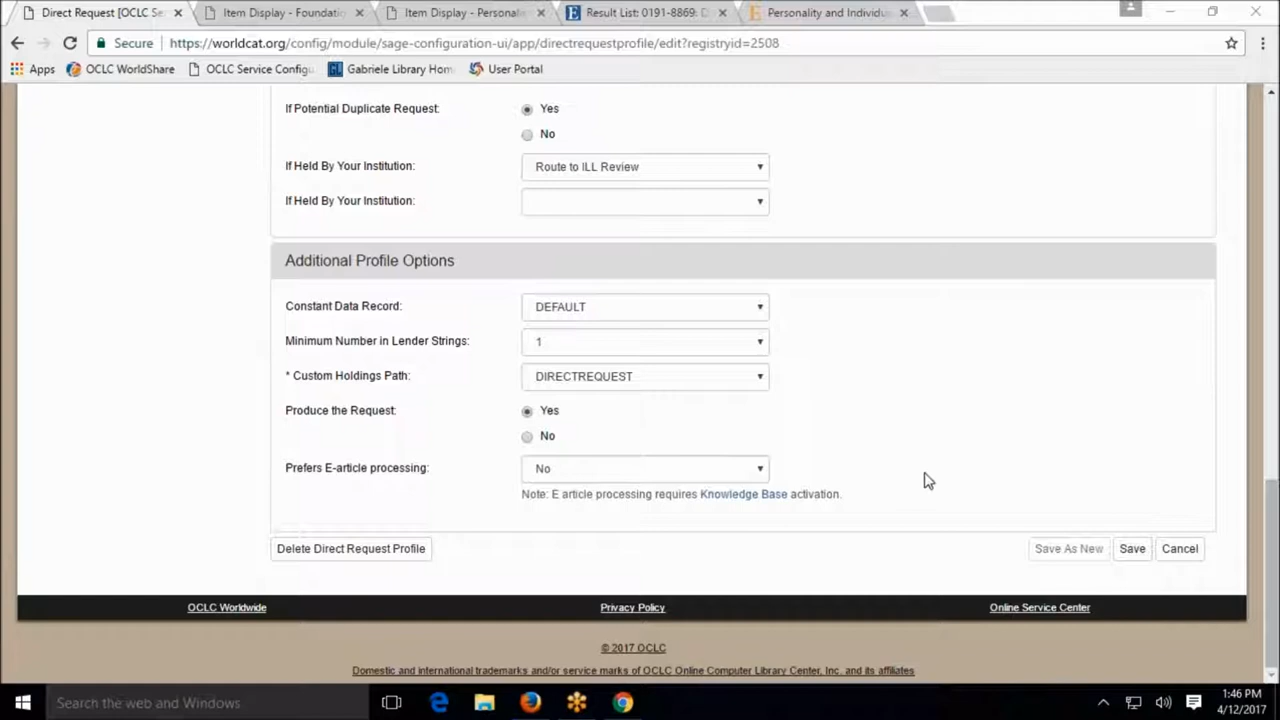 Direct Request [OCLC Se
Item Display - Foundatio
Item Display - Personali
Result List: 0191-8869: D
Personality and Individu
Secure
https://worldcat.org/config/module/sage-configuration-ui/app/directrequestprofile/edit?registryid=2508
Apps
OCLC WorldShare
OCLC Service Config
Gabriele Library Hom
User Portal
If Potential Duplicate Request:
Yes
No
If Held By Your Institution:
Route to ILL Review
If Held By Your Institution:
Additional Profile Options
Constant Data Record:
DEFAULT
Minimum Number in Lender Strings:
1
* Custom Holdings Path:
DIRECTREQUEST
Produce the Request:
Yes
No
Prefers E-article processing:
No
Note: E article processing requires Knowledge Base activation.
Delete Direct Request Profile
Save As New
Save
Cancel
OCLC Worldwide
Privacy Policy
Online Service Center
© 2017 OCLC
Domestic and international trademarks and/or service marks of OCLC Online Computer Library Center, Inc. and its affiliates
Search the web and Windows
1:46 PM
4/12/2017